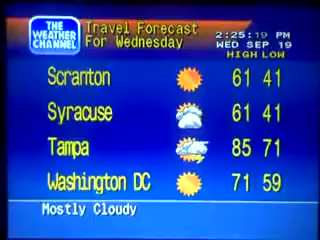 THE
WEATHER
CHANNEL
Travel Forecast
For Wednesday
2:25:19 PM
WED SEP 19
HIGH LOW
Scranton 61 41
Syracuse 61 41
Tampa 85 71
Washington DC 71 59
Mostly Cloudy